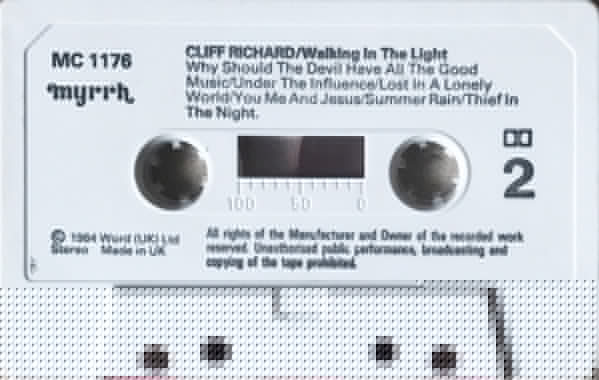 MC 1176
myrrh
CLIFF RICHARD/Walking In The Light
Why Should The Devil Have All The Good
Music/Under The Influence/Lost In A Lonely
World/You Me And Jesus/Summer Rain/Thief In
The Night.
2
100 50 0
© 1984 Word (UK) Ltd
Stereo Made in UK
All rights of the Manufacturer and Owner of the recorded work
reserved. Unauthorised public performance, broadcasting and
copying of the tape prohibited.